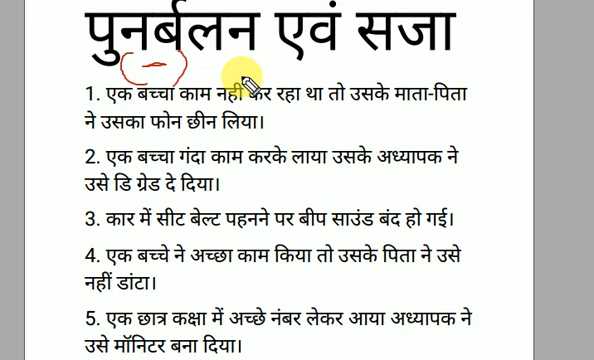 पुनर्बलन एवं सजा
1. एक बच्चा काम नही कर रहा था तो उसके माता-पिता
ने उसका फोन छीन लिया।
2. एक बच्चा गंदा काम करके लाया उसके अध्यापक ने
उसे डि ग्रेड दे दिया।
3. कार में सीट बेल्ट पहनने पर बीप साउंड बंद हो गई।
4. एक बच्चे ने अच्छा काम किया तो उसके पिता ने उसे
नहीं डांटा।
5. एक छात्र कक्षा में अच्छे नंबर लेकर आया अध्यापक ने
उसे मॉनिटर बना दिया।